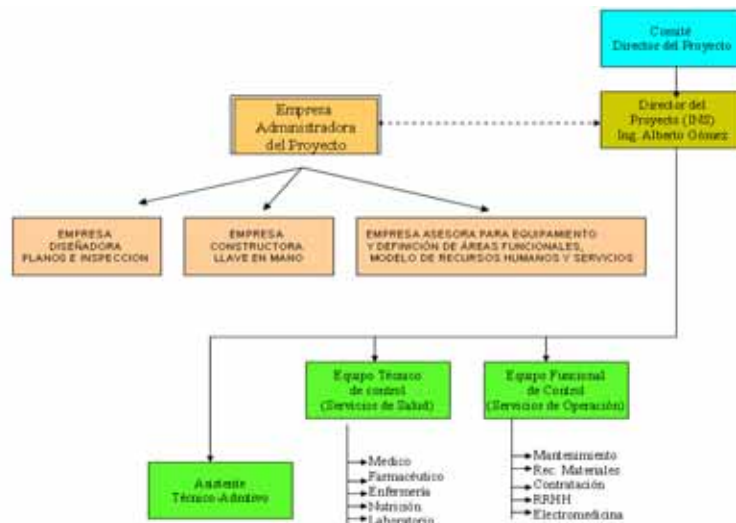 Comité
Director del Proyecto
Empresa
Administradora
del Proyecto
Director del
Proyecto (INS)
Ing. Alberto Gómez
EMPRESA
DISEÑADORA
PLANOS E INSPECCION
EMPRESA
CONSTRUCTORA
LLAVE EN MANO
EMPRESA ASESORA PARA EQUIPAMIENTO
Y DEFINICIÓN DE ÁREAS FUNCIONALES,
MODELO DE RECURSOS HUMANOS Y SERVICIOS
Equipo Técnico
de control
(Servicios de Salud)
Equipo Funcional
de Control
(Servicios de Operación)
Asistente
Técnico-Admtivo
Medico
Farmacéutico
Enfermería
Nutrición
Laboratorio
Mantenimiento
Rec. Materiales
Contratación
RRHH
Electromedicina